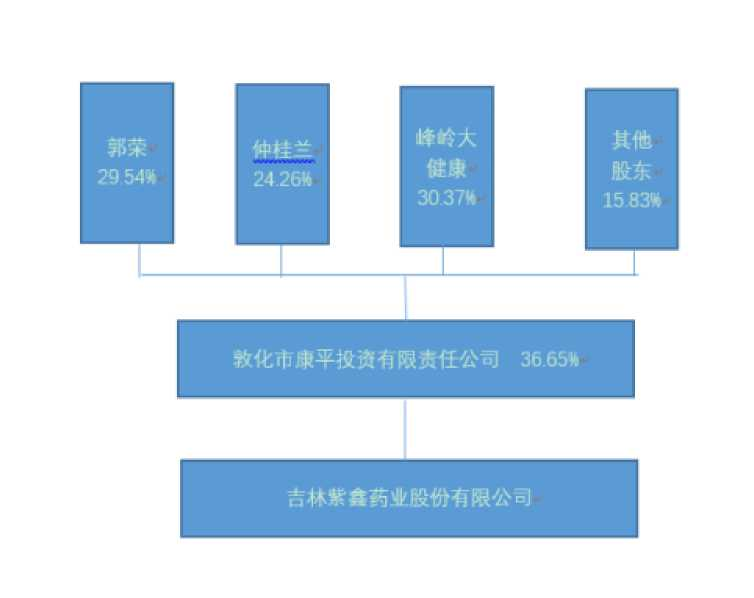 郭荣
29.54%
仲桂兰
24.26%
峰岭大
健康
30.37%
其他
股东
15.83%
敦化市康平投资有限责任公司 36.65%
吉林紫鑫药业股份有限公司